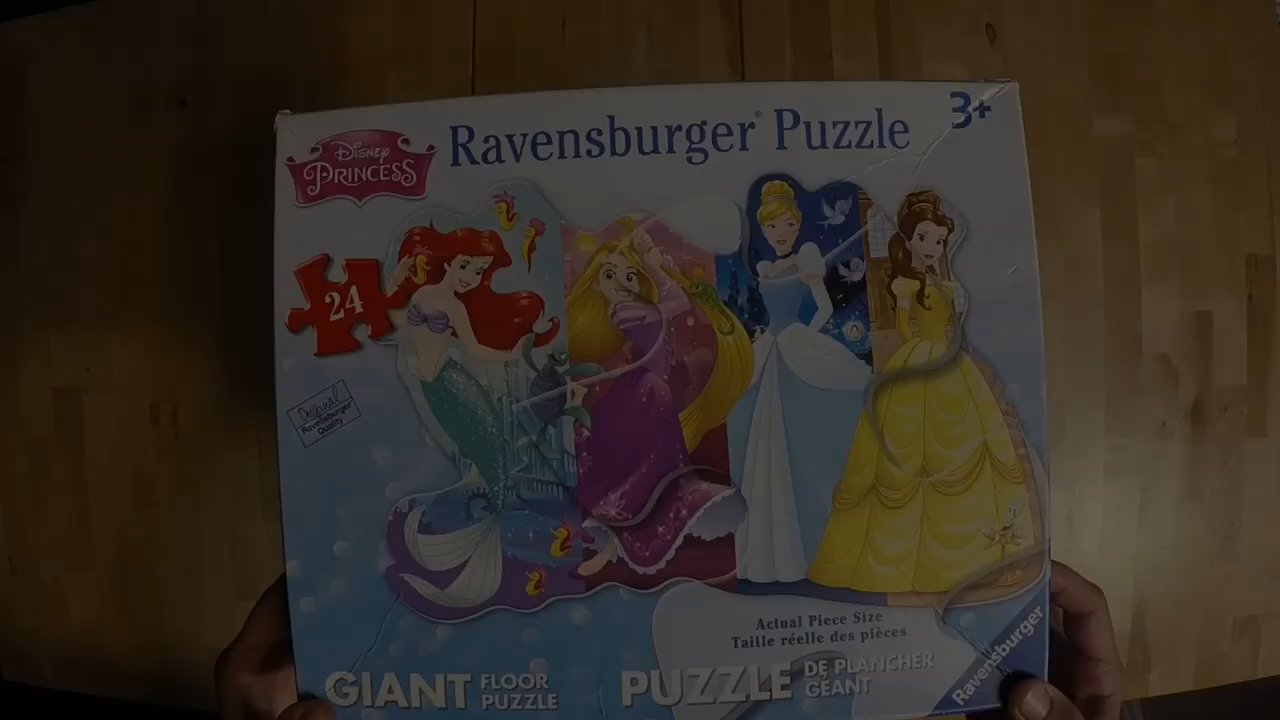 Ravensburger® Puzzle
3+
DISNEY
PRINCESS
24
Original
Ravensburger
Quality
Actual Piece Size
Taille réelle des pièces
GIANT FLOOR PUZZLE
PUZZLE DE PLANCHER GÉANT
Ravensburger